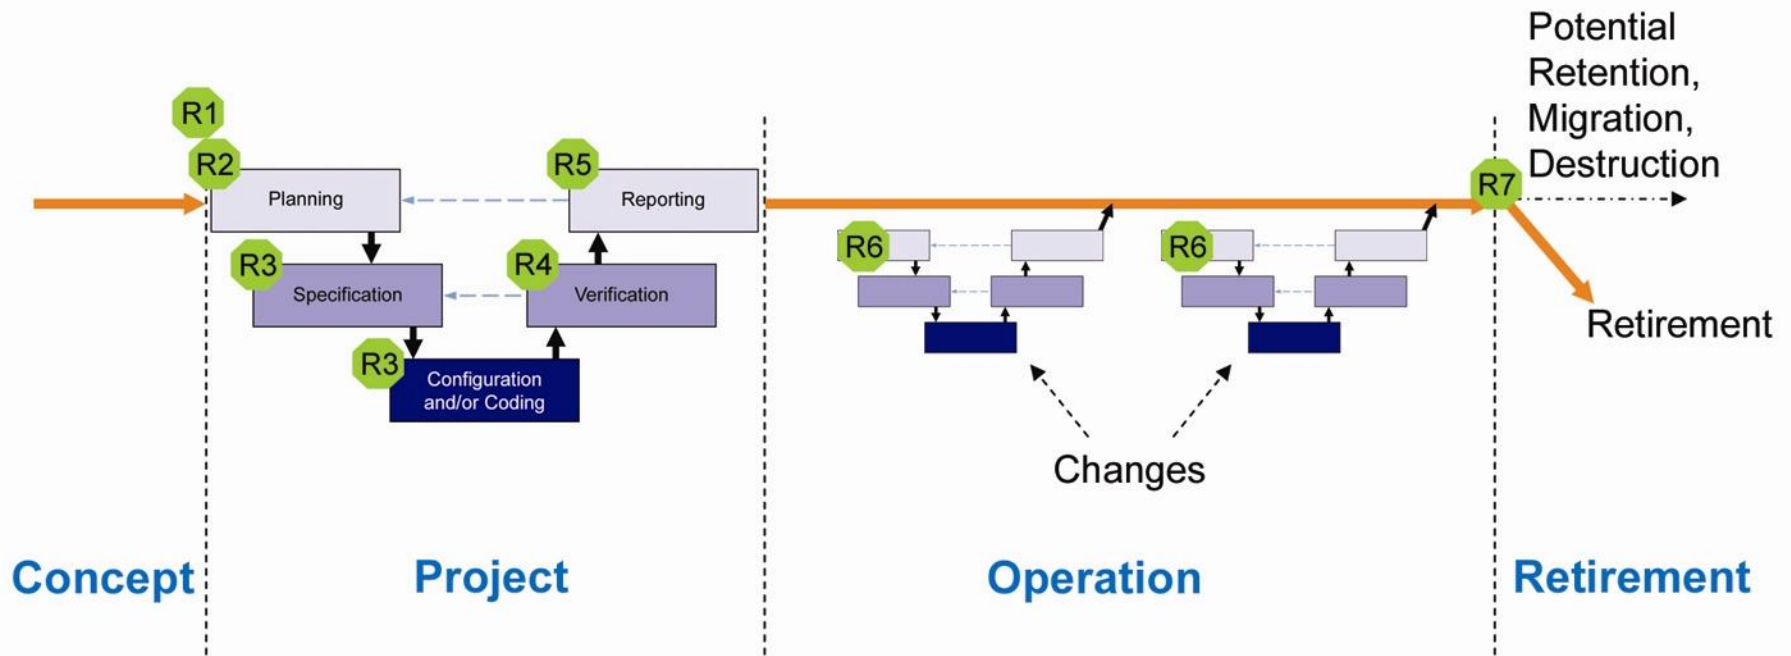 Potential
Retention,
Migration,
Destruction
R1
R2
R5
R7
Planning
Reporting
R3
R4
R6
R6
Specification
Verification
Retirement
R3
Configuration
and/or Coding
Changes
Concept
Project
Operation
Retirement